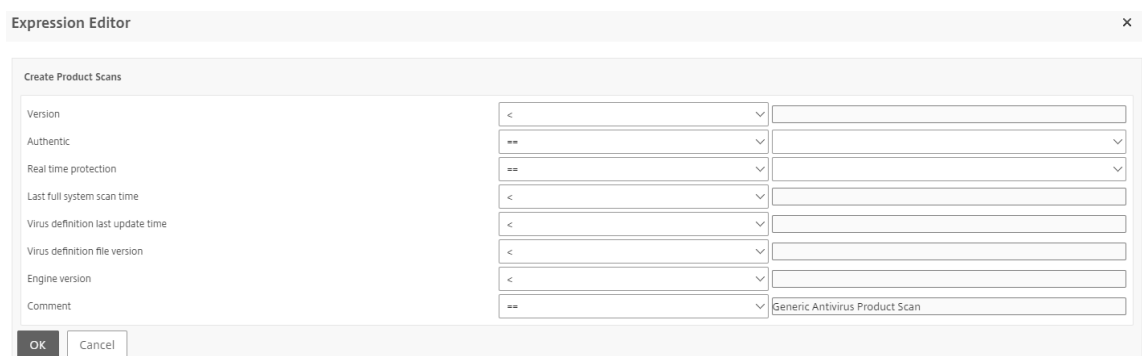 Expression Editor ×
Create Product Scans
Version <
Authentic ==
Real time protection ==
Last full system scan time <
Virus definition last update time <
Virus definition file version <
Engine version <
Comment == Generic Antivirus Product Scan
OK Cancel